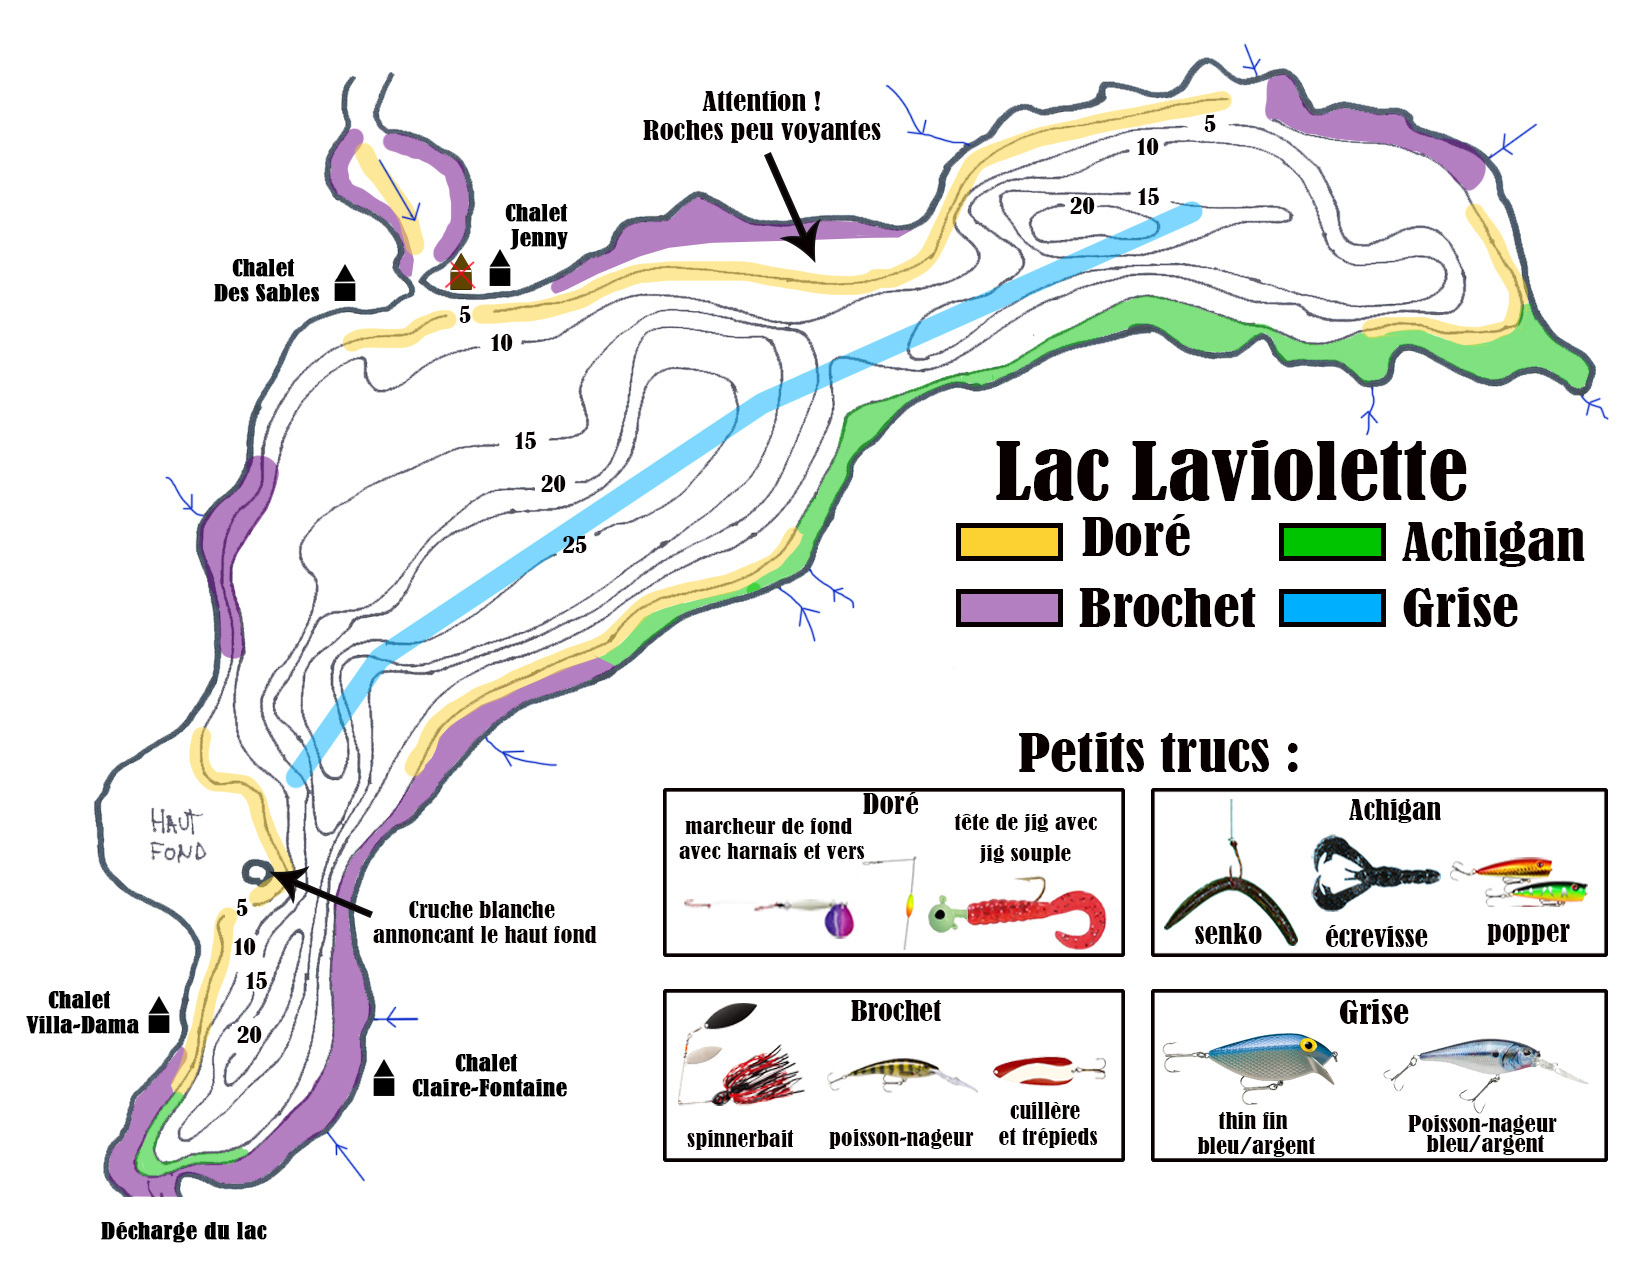 Attention !
Roches peu voyantes
5
10
15
20
Chalet
Jenny
Chalet
Des Sables
5
10
15
20
25
Lac Laviolette
Doré
Achigan
Brochet
Grise
HAUT
FOND
Cruche blanche
annoncant le haut fond
5
10
15
20
Chalet
Villa-Dama
Chalet
Claire-Fontaine
Décharge du lac
Petits trucs :
Doré
marcheur de fond
avec harnais et vers
tête de jig avec
jig souple
Achigan
senko
écrevisse
popper
Brochet
spinnerbait
poisson-nageur
cuillère
et trépieds
Grise
thin fin
bleu/argent
Poisson-nageur
bleu/argent